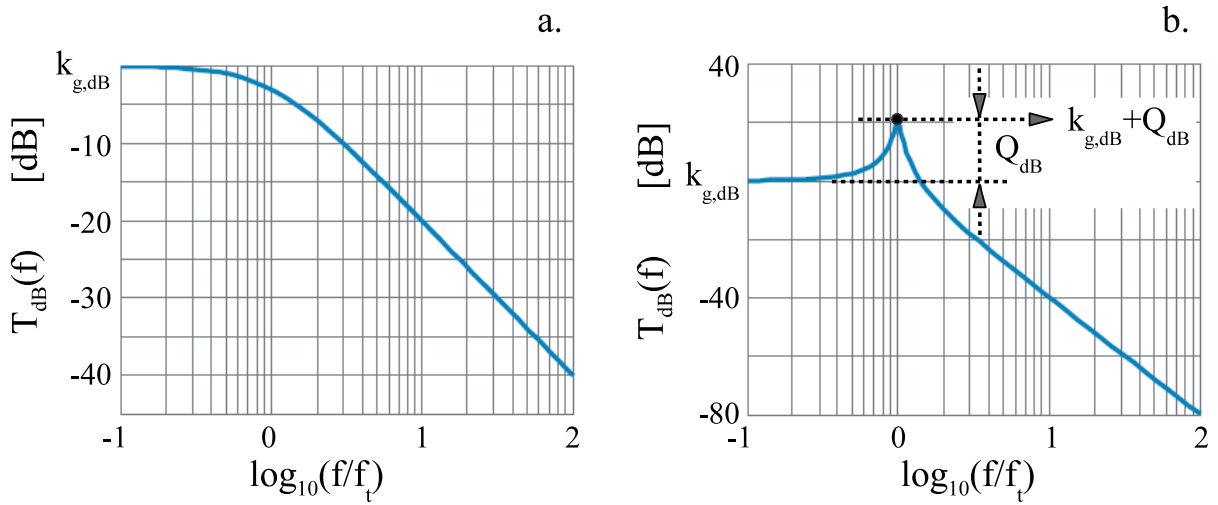 a.
k_g,dB
-10
-20
-30
-40
T_dB(f) [dB]
-1 0 1 2
log₁₀(f/f_t)
b.
40
k_g,dB
-40
-80
T_dB(f) [dB]
k_g,dB+Q_dB
Q_dB
-1 0 1 2
log₁₀(f/f_t)